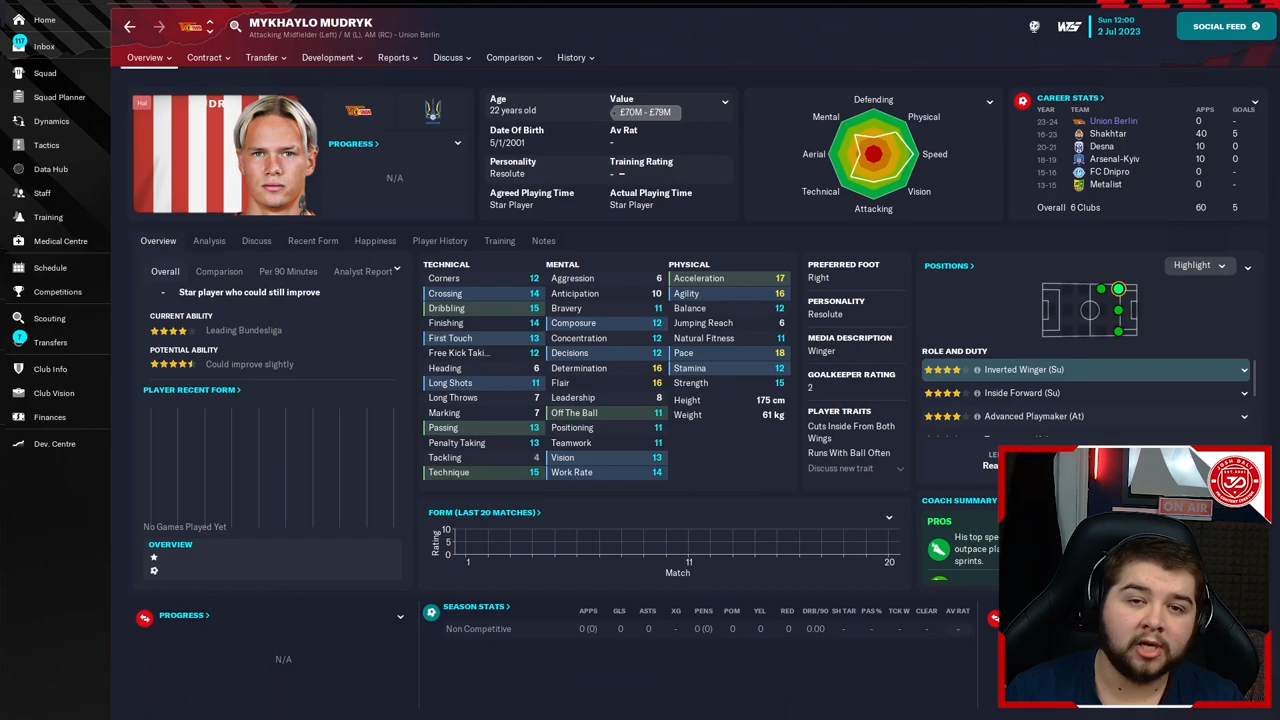 Home
117
Inbox
Squad
Squad Planner
Dynamics
Tactics
Data Hub
Staff
Training
Medical Centre
Schedule
Competitions
Scouting
7
Transfers
Club Info
Club Vision
Finances
Dev. Centre
MYKHAYLO MUDRYK
Attacking Midfielder (Left) / M (L), AM (RC) - Union Berlin
Sun 12:00
2 Jul 2023
SOCIAL FEED
Overview Contract Transfer Development Reports Discuss Comparison History
Hol
PROGRESS >
N/A
Age
22 years old
Value
£70M - £79M
Date Of Birth
5/1/2001
Av Rat
-
Personality
Resolute
Training Rating
- -
Agreed Playing Time
Star Player
Actual Playing Time
Star Player
Defending
Mental Physical
Aerial Speed
Technical Vision
Attacking
CAREER STATS >
YEAR TEAM APPS GOALS
23-24 Union Berlin 0 -
16-23 Shakhtar 40 5
20-21 Desna 10 0
18-19 Arsenal-Kyiv 10 0
15-16 FC Dnipro 0 -
13-15 Metalist 0 -
Overall 6 Clubs 60 5
Overview Analysis Discuss Recent Form Happiness Player History Training Notes
Overall Comparison Per 90 Minutes Analyst Report
- Star player who could still improve
CURRENT ABILITY
Leading Bundesliga
POTENTIAL ABILITY
Could improve slightly
PLAYER RECENT FORM >
No Games Played Yet
OVERVIEW
TECHNICAL
Corners 12
Crossing 14
Dribbling 15
Finishing 14
First Touch 13
Free Kick Taki... 12
Heading 6
Long Shots 11
Long Throws 7
Marking 7
Passing 13
Penalty Taking 13
Tackling 4
Technique 15
MENTAL
Aggression 6
Anticipation 10
Bravery 11
Composure 12
Concentration 12
Decisions 12
Determination 16
Flair 16
Leadership 8
Off The Ball 11
Positioning 11
Teamwork 11
Vision 13
Work Rate 14
PHYSICAL
Acceleration 17
Agility 16
Balance 12
Jumping Reach 6
Natural Fitness 11
Pace 18
Stamina 12
Strength 15
Height 175 cm
Weight 61 kg
PREFERRED FOOT
Right
PERSONALITY
Resolute
MEDIA DESCRIPTION
Winger
GOALKEEPER RATING
2
PLAYER TRAITS
Cuts Inside From Both
Wings
Runs With Ball Often
Discuss new trait
POSITIONS >
Highlight
ROLE AND DUTY
Inverted Winger (Su)
Inside Forward (Su)
Advanced Playmaker (At)
COACH SUMMARY
PROS
His top spe
outpace pla
sprints.
FORM (LAST 20 MATCHES) >
Rating
10
5
0
1 11 20
Match
PROGRESS >
N/A
SEASON STATS >
APPS GLS ASTS XG PENS POM YEL RED DRB/90 SH TAR PAS % TCK W CLEAR AV RAT
Non Competitive 0 (0) 0 0 - 0 (0) 0 0 0 0.00 - - - - -
JOSH DALY
JD
ON AIR